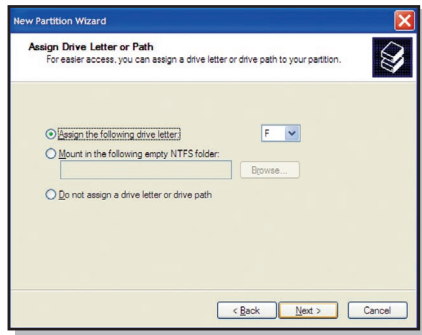 New Partition Wizard
Assign Drive Letter or Path
For easier access, you can assign a drive letter or drive path to your partition.
Assign the following drive letter: F
Mount in the following empty NTFS folder:
Browse...
Do not assign a drive letter or drive path
< Back Next > Cancel